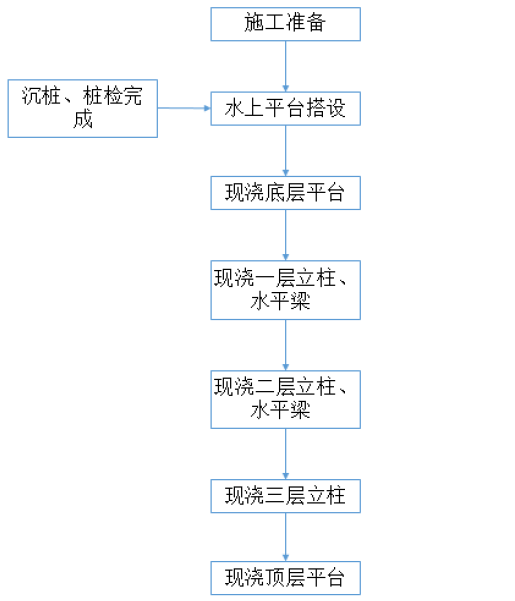 施工准备
沉桩、桩检完
成
水上平台搭设
现浇底层平台
现浇一层立柱、
水平梁
现浇二层立柱、
水平梁
现浇三层立柱
现浇顶层平台